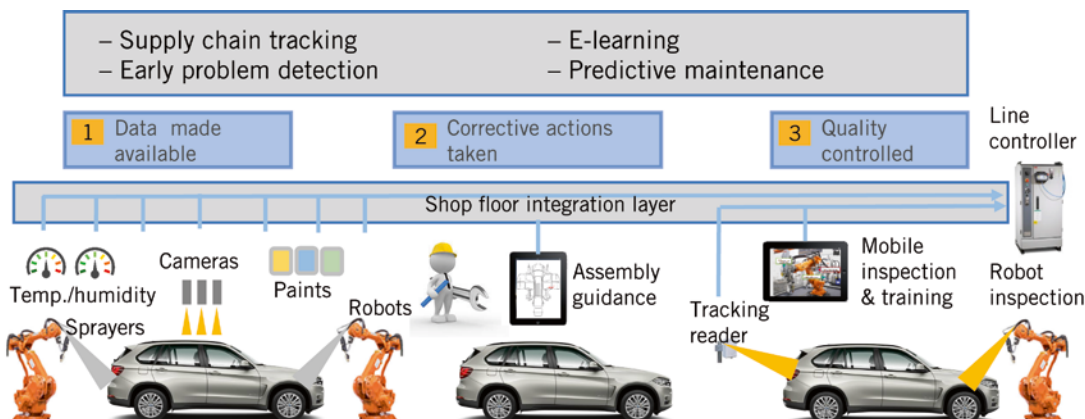 – Supply chain tracking
– Early problem detection
– E-learning
– Predictive maintenance
1 Data made
available
2 Corrective actions
taken
3 Quality
controlled
Line
controller
Shop floor integration layer
Temp./humidity
Sprayers
Cameras
Paints
Robots
Assembly
guidance
Tracking
reader
Mobile
inspection
& training
Robot
inspection